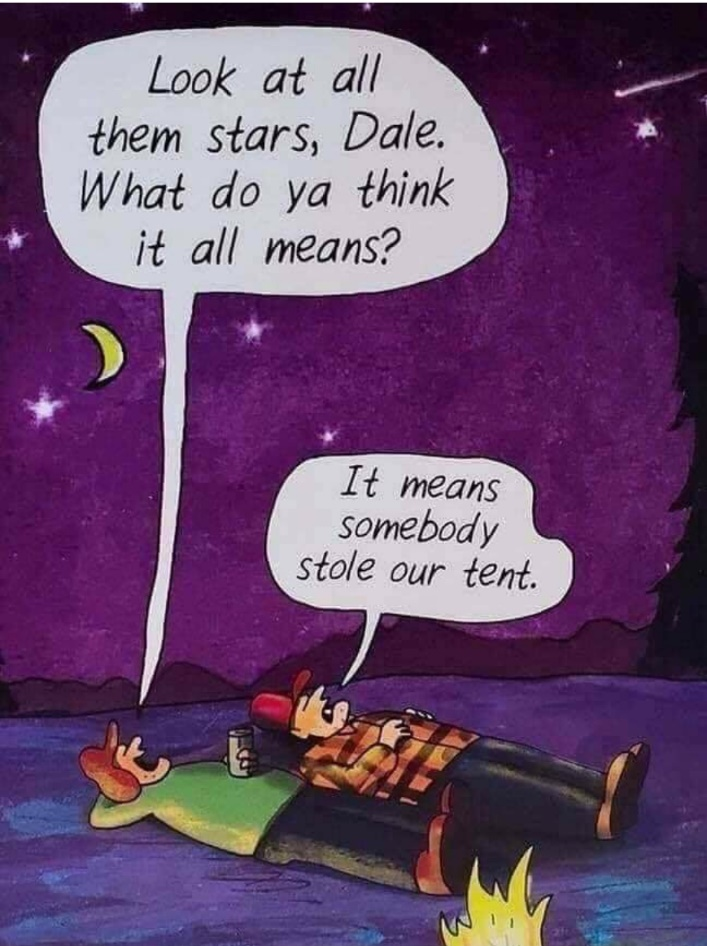 Look at all
them stars, Dale.
What do ya think
it all means?
It means
somebody
stole our tent.